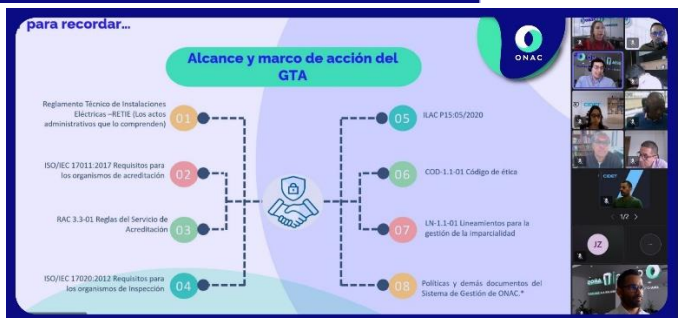 para recordar...
Alcance y marco de acción del
GTA
ONAC
Reglamento Técnico de Instalaciones
Eléctricas –RETIE (Los actos
administrativos que lo comprenden)
01
ISO/IEC 17011:2017 Requisitos para
los organismos de acreditación
02
RAC 3.3-01 Reglas del Servicio de
Acreditación
03
ISO/IEC 17020:2012 Requisitos para
los organismos de Inspección
04
05
ILAC P15:05/2020
06
COD-1.1-01 Código de ética
07
LN-1.1-01 Lineamientos para la
gestión de la imparcialidad
08
Políticas y demás documentos del
Sistema de Gestión de ONAC.*
1/2
JZ